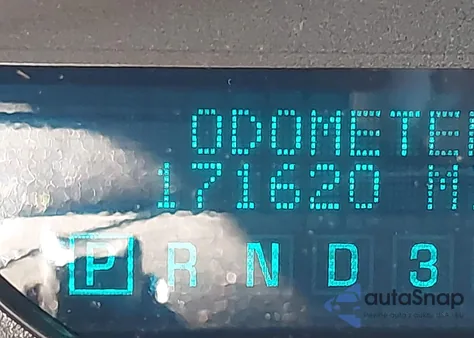 ODOMETE
171620 M
P R N D 3
autoSnap